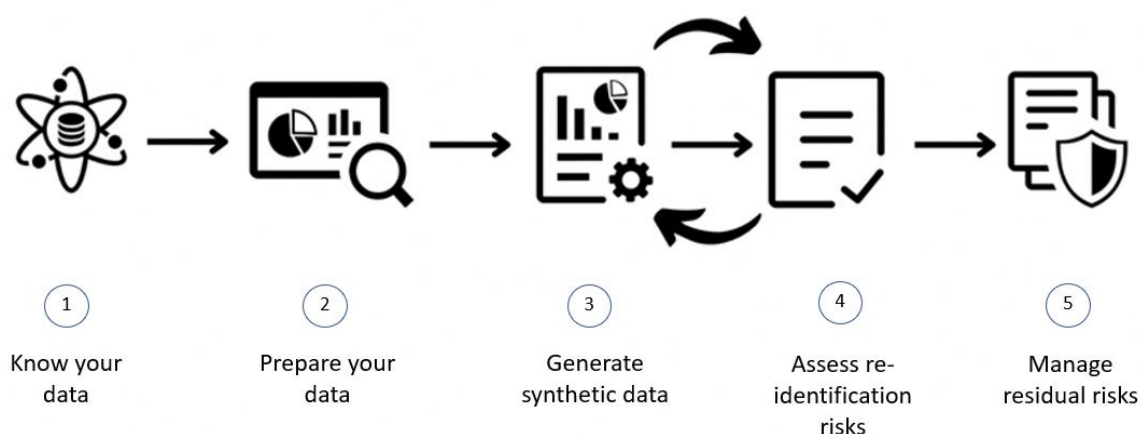 1
Know your
data
2
Prepare your
data
3
Generate
synthetic data
4
Assess re-
identification
risks
5
Manage
residual risks